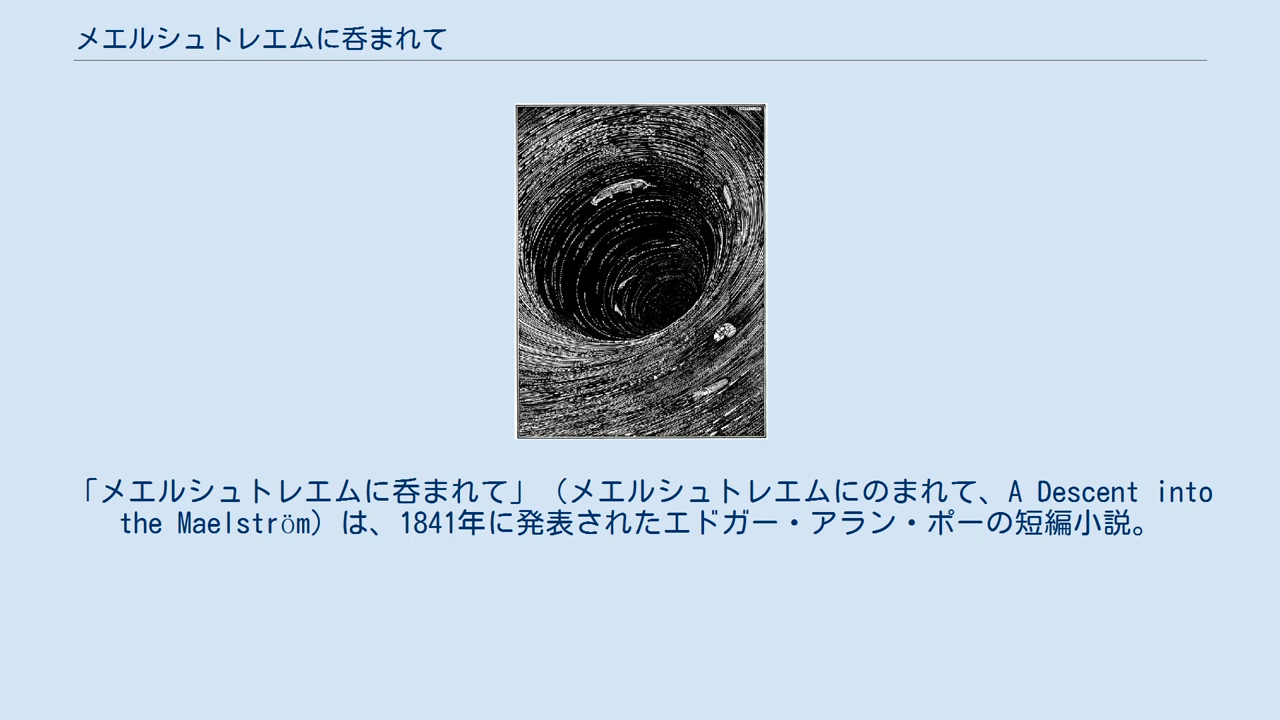 メエルシュトレエムに呑まれて
「メエルシュトレエムに呑まれて」（メエルシュトレエムにのまれて、A Descent into
the Maelström）は、1841年に発表されたエドガー・アラン・ポーの短編小説。